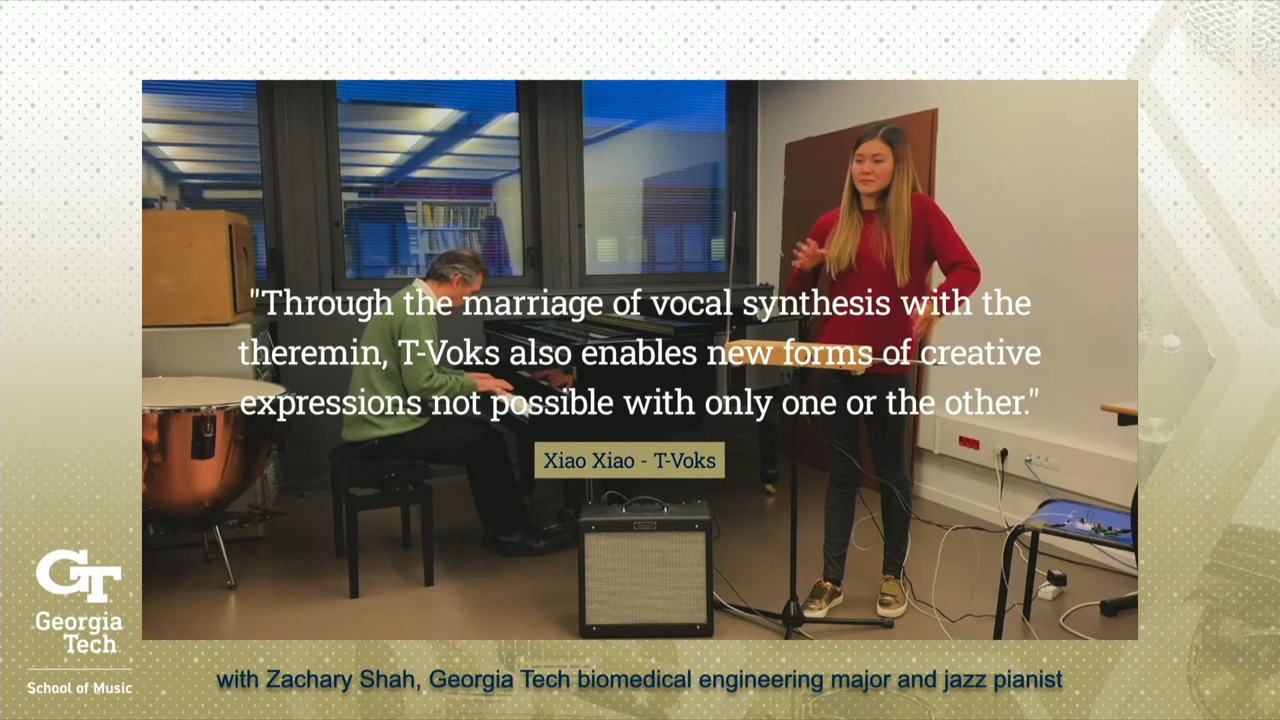 "Through the marriage of vocal synthesis with the
theremin, T-Voks also enables new forms of creative
expressions not possible with only one or the other."
Xiao Xiao - T-Voks
GT
Georgia
Tech
School of Music
with Zachary Shah, Georgia Tech biomedical engineering major and jazz pianist